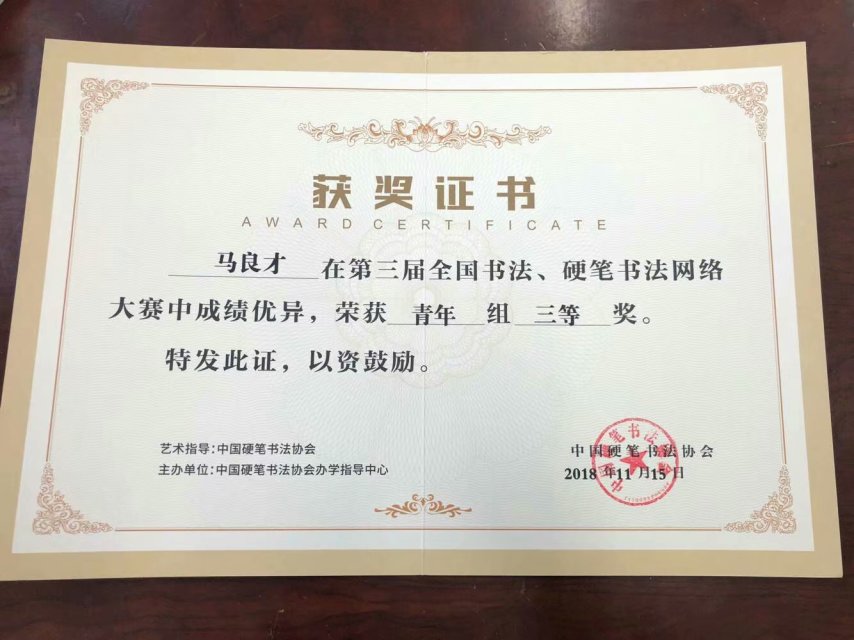 获奖证书
AWARD CERTIFICATE
马良才 在第三届全国书法、硬笔书法网络
大赛中成绩优异，荣获 青年 组 三等 奖。
特发此证，以资鼓励。
艺术指导：中国硬笔书法协会
主办单位：中国硬笔书法协会办学指导中心
中国硬笔书法协会
2018 年11 月15 日